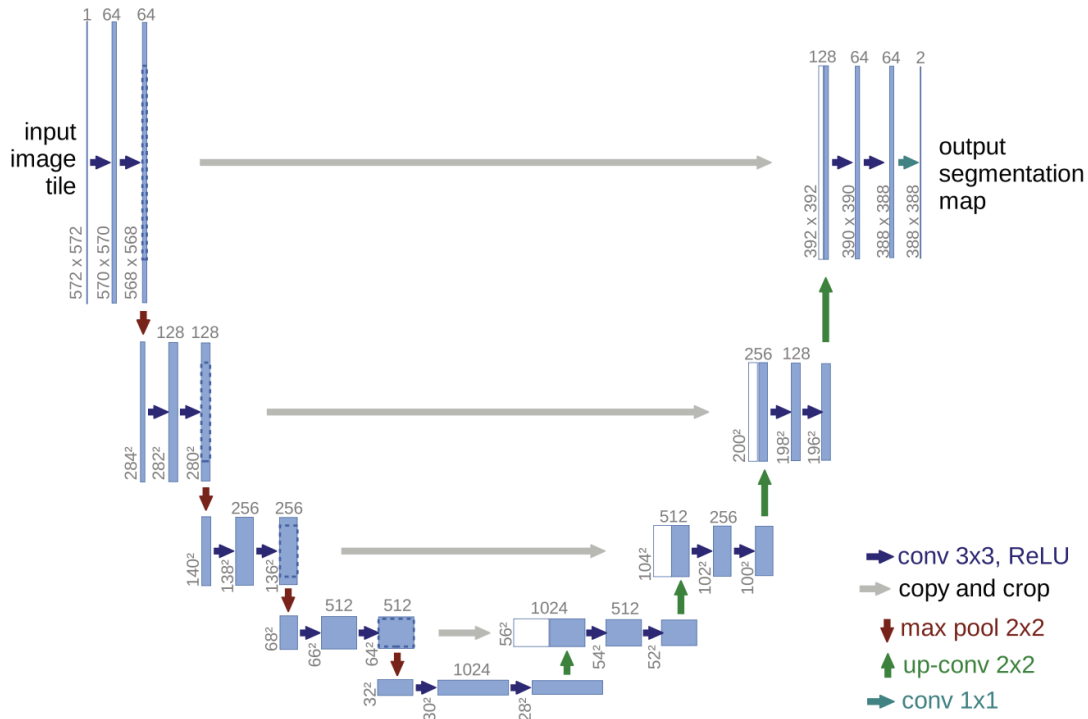 1
64
64
input
image
tile
572 x 572
570 x 570
568 x 568
128
64
64
2
output
segmentation
map
392 x 392
390 x 390
388 x 388
388 x 388
128
128
284²
282²
280²
256
128
200²
198²
196²
256
256
140²
138²
136²
512
256
104²
102²
100²
512
512
68²
66²
64²
1024
512
56²
54²
52²
1024
32²
30²
28²
conv 3x3, ReLU
copy and crop
max pool 2x2
up-conv 2x2
conv 1x1